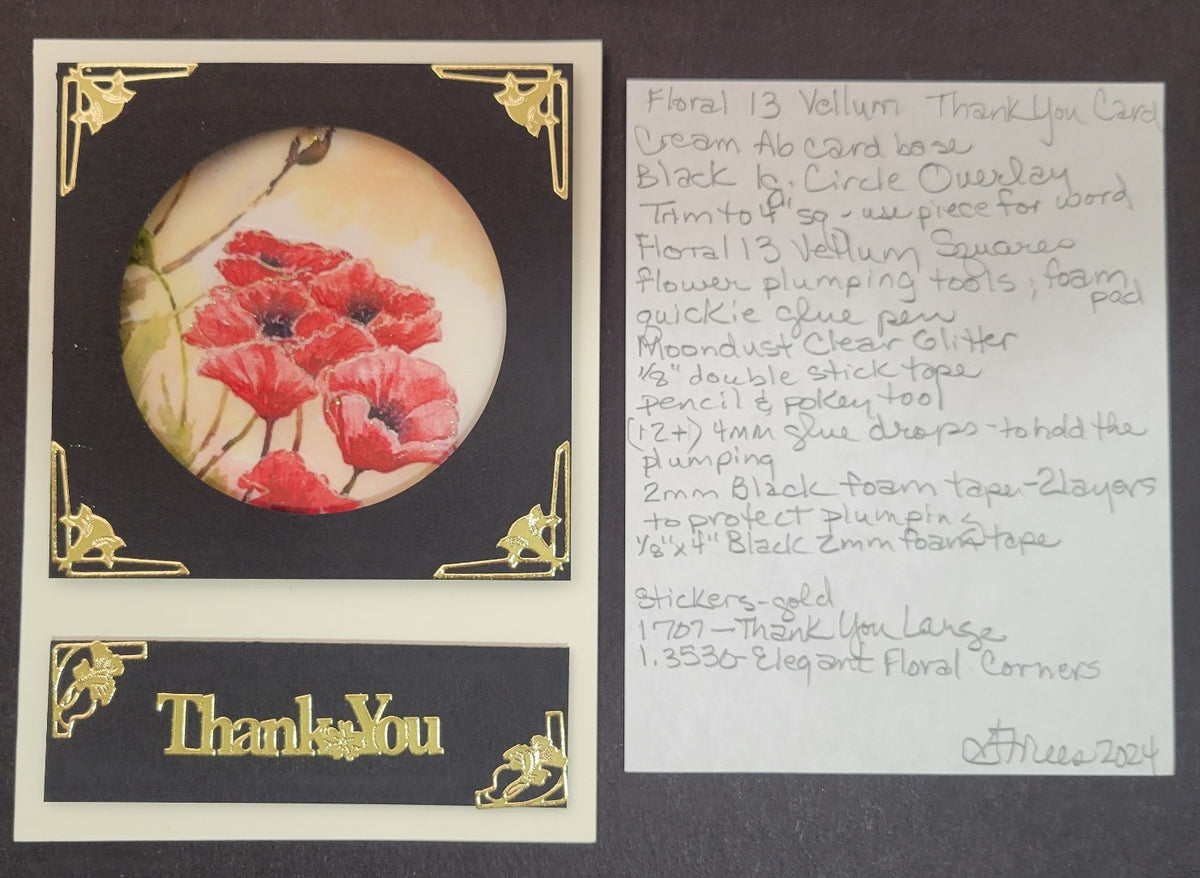 Thank You
Floral 13 Vellum Thank You Card
Cream A6 card base
Black lg. Circle Overlay
Trim to 4" sq - use piece for word
Floral 13 Vellum Squares
flower plumping tools; foam
pad
quickie glue pen
Moondust Clear Glitter
1/8" double stick tape
pencil & pokey tool
(12+) 4mm glue drops - to hold the
plumping
2mm Black foam tape - 2 layers
to protect plumping
1/8" x 4" Black 2mm foam tape
Stickers - gold
1707 - Thank You Large
1.3530 - Elegant Floral Corners
2024